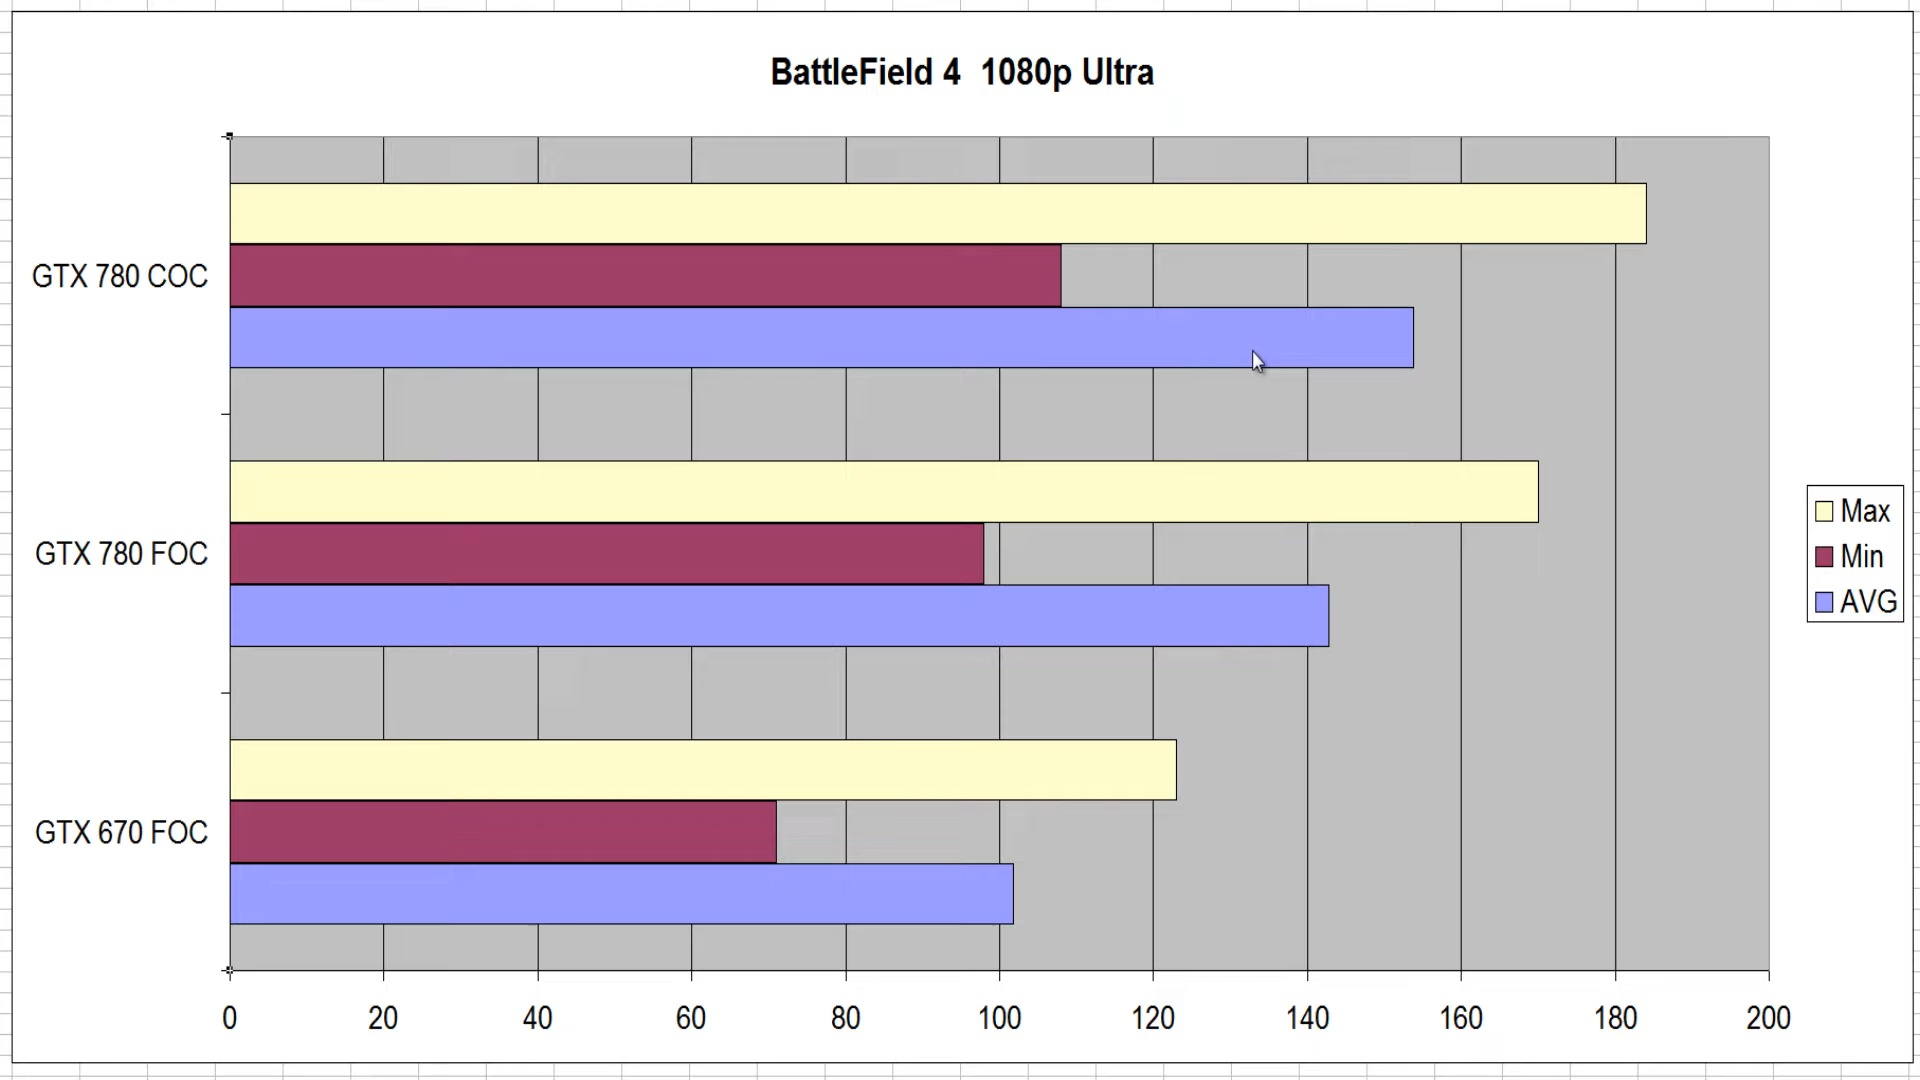 BattleField 4  1080p Ultra
GTX 780 COC
GTX 780 FOC
GTX 670 FOC
Max
Min
AVG
0 20 40 60 80 100 120 140 160 180 200